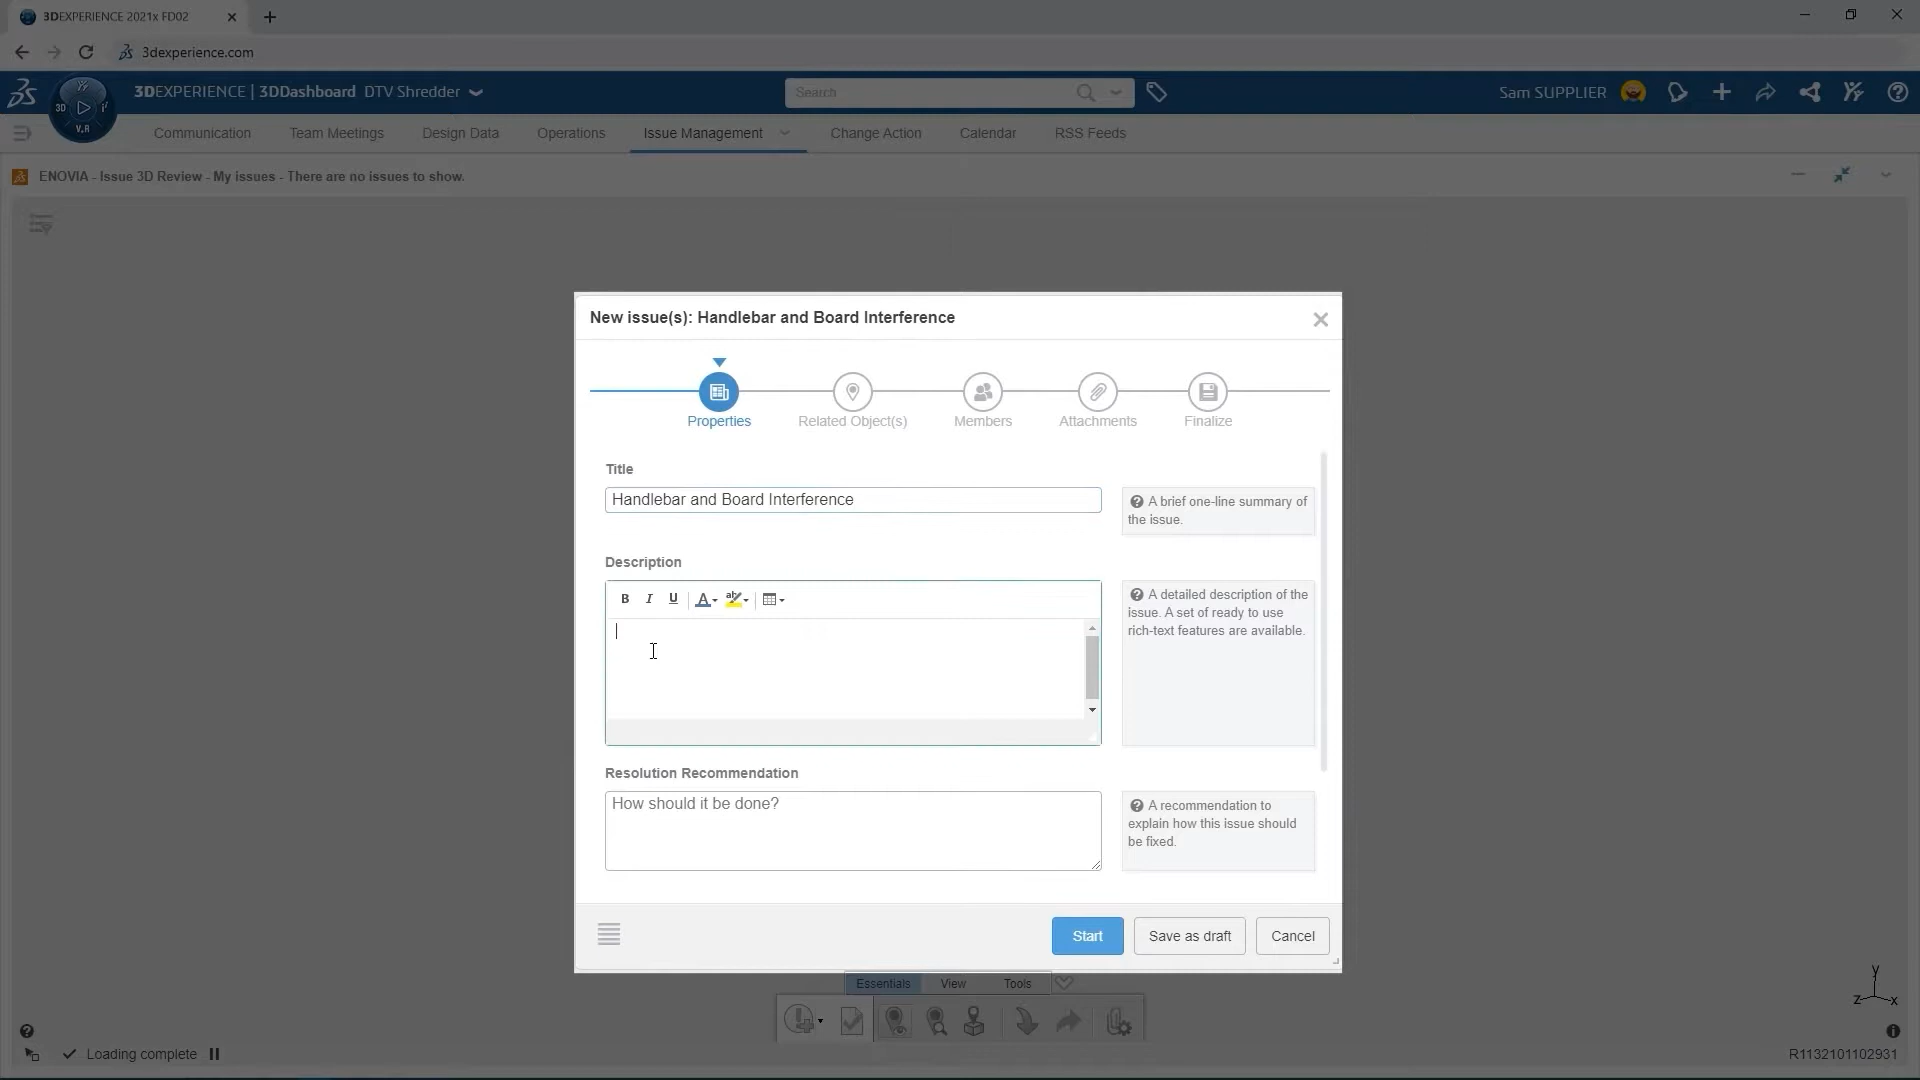 3DEXPERIENCE 2021x FD02
3dexperience.com
3DEXPERIENCE | 3DDashboard DTV Shredder
Search
Sam SUPPLIER
3D
V.R
Communication
Team Meetings
Design Data
Operations
Issue Management
Change Action
Calendar
RSS Feeds
ENOVIA - Issue 3D Review - My issues - There are no issues to show.
New issue(s): Handlebar and Board Interference
Properties
Related Object(s)
Members
Attachments
Finalize
Title
Handlebar and Board Interference
A brief one-line summary of
the issue.
Description
B I U A ab
A detailed description of the
issue. A set of ready to use
rich-text features are available.
Resolution Recommendation
How should it be done?
A recommendation to
explain how this issue should
be fixed.
Start
Save as draft
Cancel
Essentials
View
Tools
y
z
x
Loading complete
R1132101102931